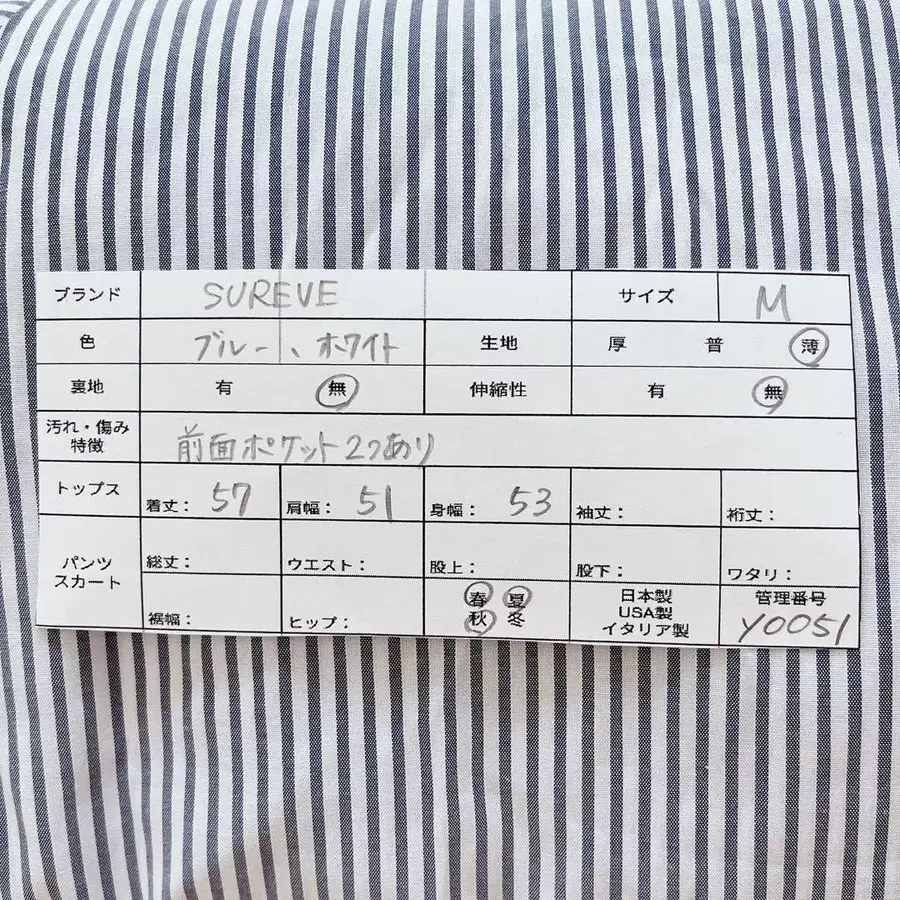 ブランド SUREVE サイズ M
色 ブルー、ホワイト 生地 厚 普 薄
裏地 有 無 伸縮性 有 無
汚れ・傷み
特徴 前面ポケット2つあり
トップス 着丈：57 肩幅：51 身幅：53 袖丈： 裄丈：
パンツ
スカート 総丈： ウエスト： 股上： 股下： ワタリ：
裾幅： ヒップ： 春 夏
秋 冬
日本製
USA製
イタリア製
管理番号
Y0051